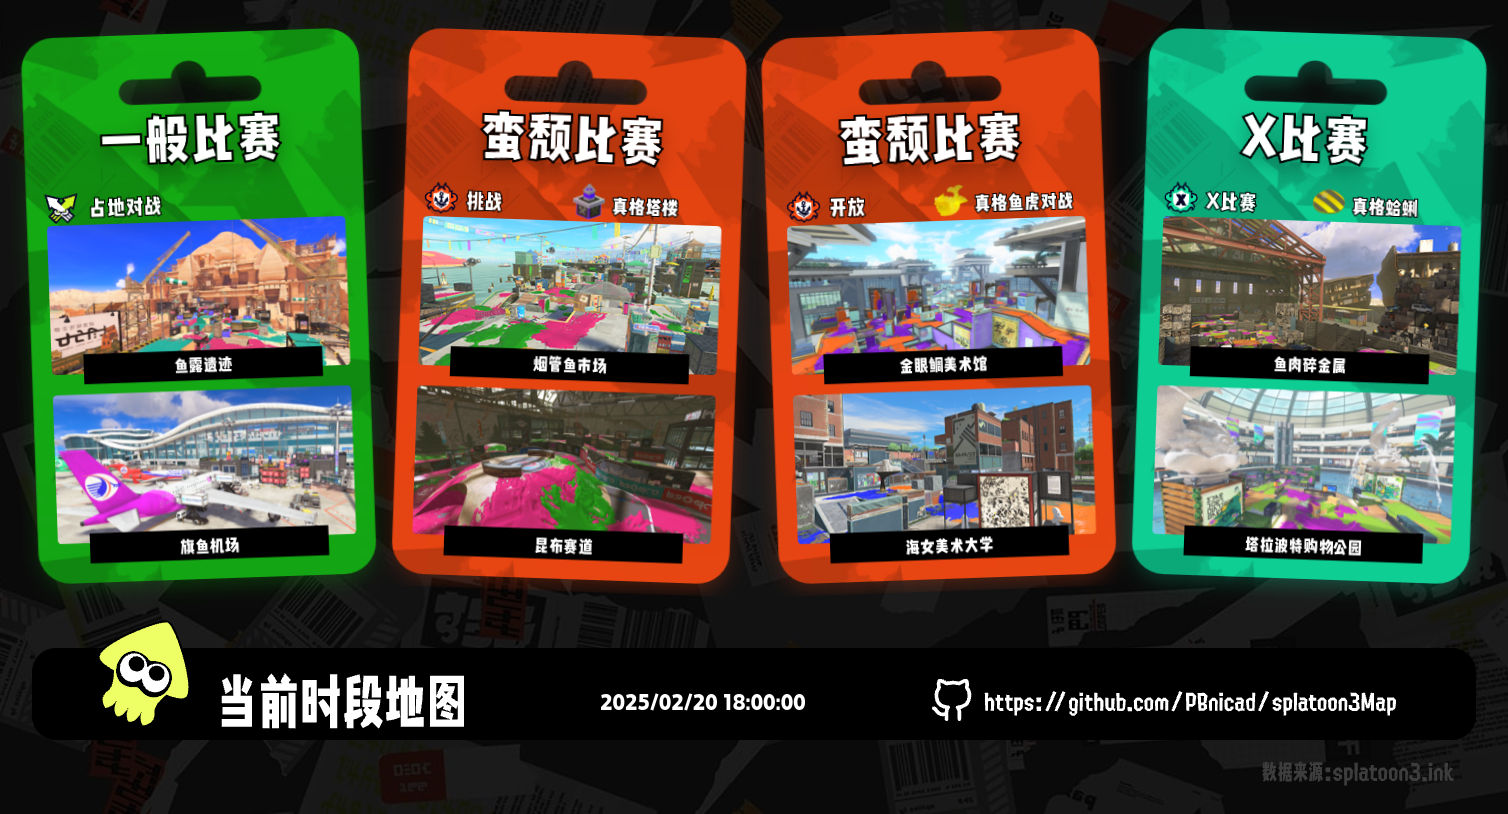 一般比赛
占地对战
鱼露遗迹
旗鱼机场
蛮颓比赛
挑战
真格塔楼
烟管鱼市场
昆布赛道
蛮颓比赛
开放
真格鱼虎对战
金眼鲷美术馆
海女美术大学
X比赛
X比赛
真格蛤蜊
鱼肉碎金属
塔拉波特购物公园
当前时段地图
2025/02/20 18:00:00
https://github.com/PBnicad/splatoon3Map
数据来源:splatoon3.ink